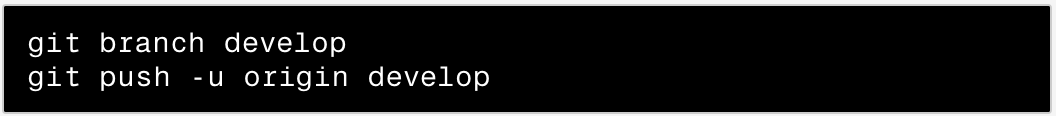 git branch develop
git push -u origin develop